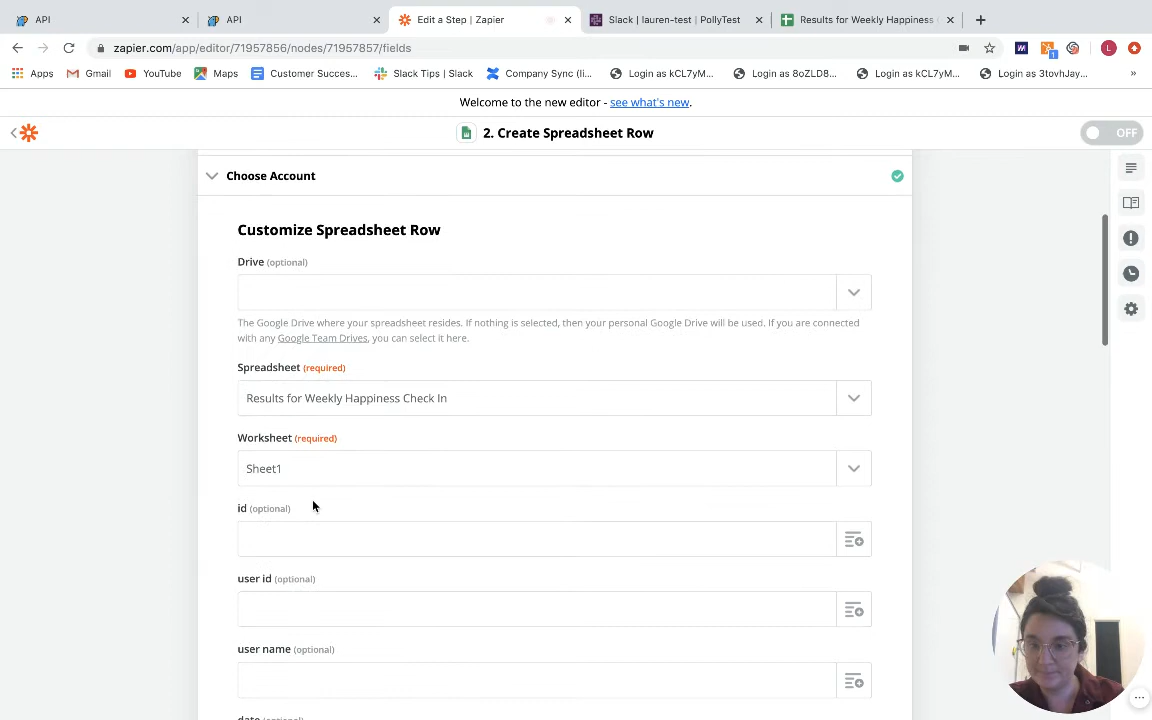 API
API
Edit a Step | Zapier
Slack | lauren-test | PollyTest
Results for Weekly Happiness
zapier.com/app/editor/71957856/nodes/71957857/fields
L
1
Apps
Gmail
YouTube
Maps
Customer Succes...
Slack Tips | Slack
Company Sync (li...
Login as kCL7yM...
Login as 8oZLD8...
Login as kCL7yM...
Login as 3tovhJay...
Welcome to the new editor - see what's new.
2. Create Spreadsheet Row
OFF
Choose Account
Customize Spreadsheet Row
Drive (optional)
The Google Drive where your spreadsheet resides. If nothing is selected, then your personal Google Drive will be used. If you are connected
with any Google Team Drives, you can select it here.
Spreadsheet (required)
Results for Weekly Happiness Check In
Worksheet (required)
Sheet1
id (optional)
user id (optional)
user name (optional)
date (optional)